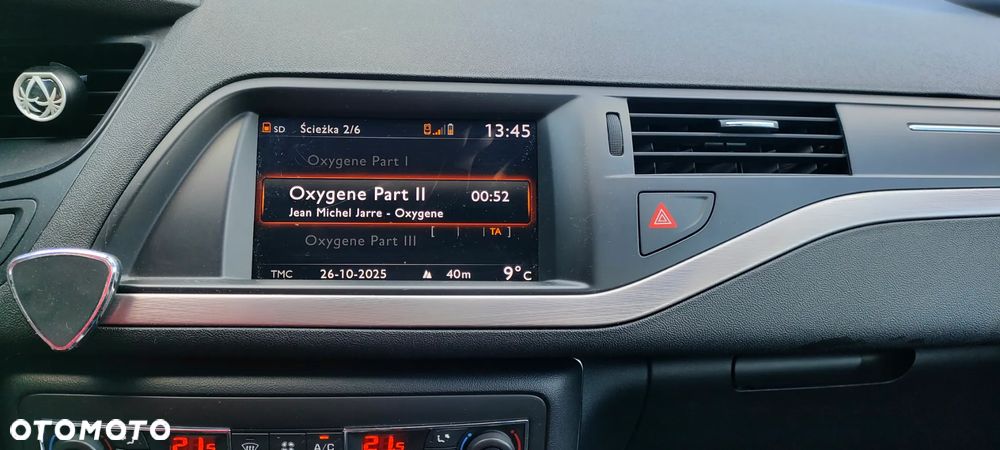 SD Ścieżka 2/6 13:45
Oxygene Part I
Oxygene Part II 00:52
Jean Michel Jarre - Oxygene
[ TA ]
Oxygene Part III
TMC 26-10-2025 40m 9°C
OTOMOTO
21.5 A/C 21.5